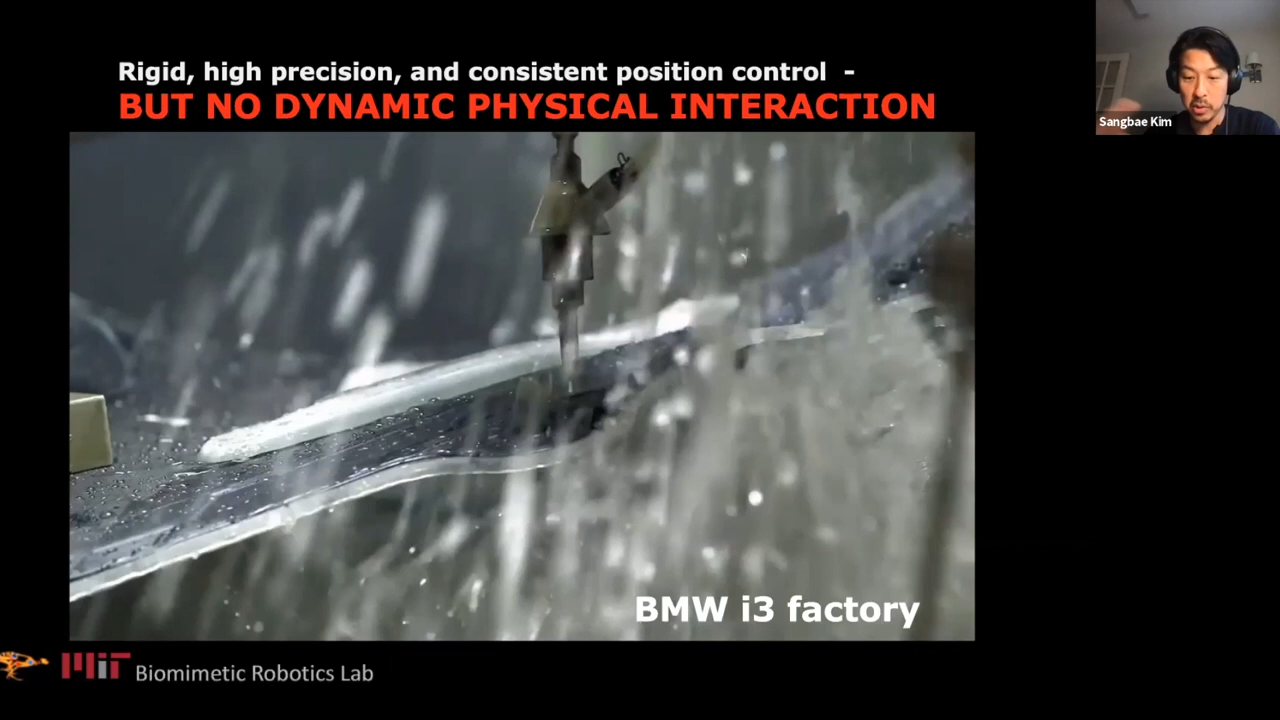 Rigid, high precision, and consistent position control -
BUT NO DYNAMIC PHYSICAL INTERACTION
Sangbae Kim
BMW i3 factory
MIT Biomimetic Robotics Lab